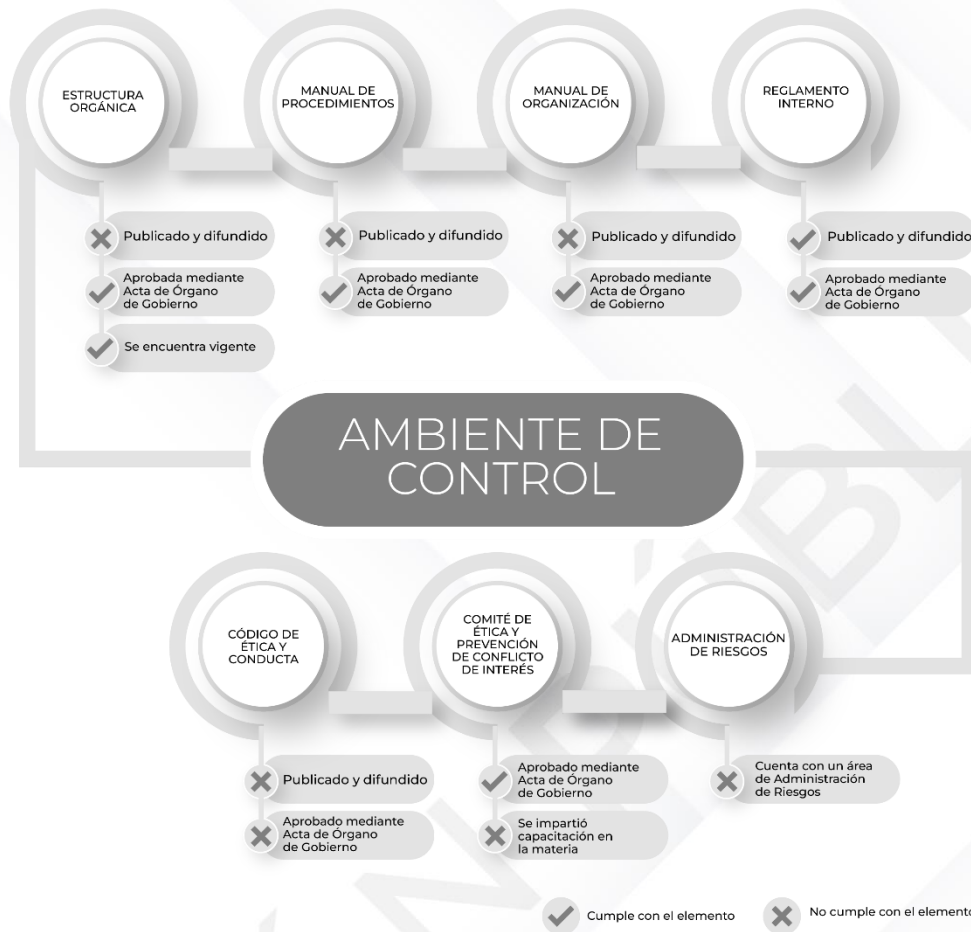 ESTRUCTURA
ORGÁNICA
Publicado y difundido
Aprobada mediante
Acta de Órgano
de Gobierno
Se encuentra vigente
MANUAL DE
PROCEDIMIENTOS
Publicado y difundido
Aprobado mediante
Acta de Órgano
de Gobierno
MANUAL DE
ORGANIZACIÓN
Publicado y difundido
Aprobado mediante
Acta de Órgano
de Gobierno
REGLAMENTO
INTERNO
Publicado y difundido
Aprobado mediante
Acta de Órgano
de Gobierno
AMBIENTE DE
CONTROL
CÓDIGO DE
ÉTICA Y
CONDUCTA
Publicado y difundido
Aprobado mediante
Acta de Órgano
de Gobierno
COMITÉ DE
ÉTICA Y
PREVENCIÓN
DE CONFLICTO
DE INTERÉS
Aprobado mediante
Acta de Órgano
de Gobierno
Se impartió
capacitación en
la materia
ADMINISTRACIÓN
DE RIESGOS
Cuenta con un área
de Administración
de Riesgos
Cumple con el elemento
No cumple con el elemento